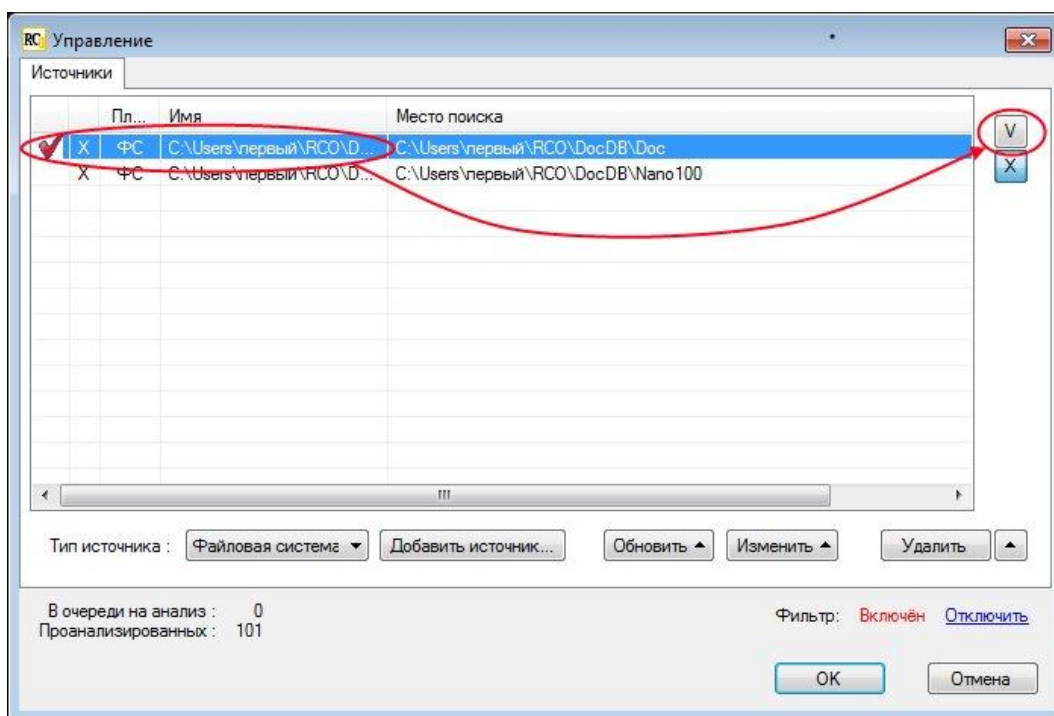 RC Управление
Источники
Пл... Имя Место поиска
V
X ФС C:\Users\первый\RCO\D... C:\Users\первый\RCO\DocDB\Doc
X ФС C:\Users\первый\RCO\D... C:\Users\первый\RCO\DocDB\Nano100
X
Тип источника : Файловая система Добавить источник... Обновить Изменить Удалить
В очереди на анализ : 0
Проанализированных : 101
Фильтр: Включён Отключить
OK Отмена